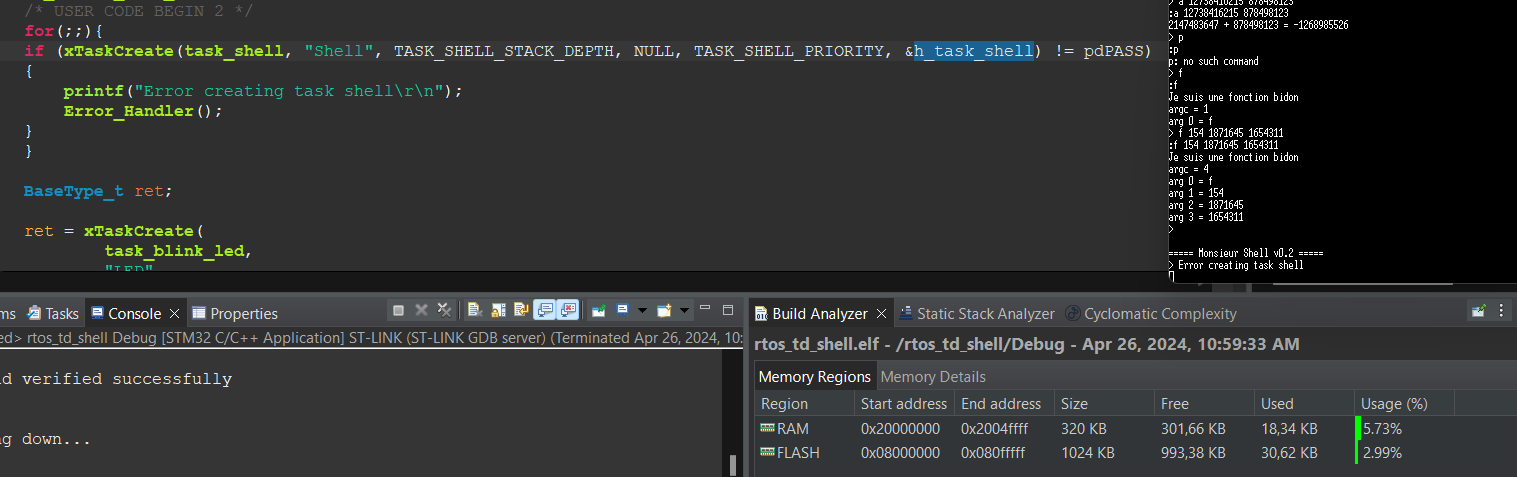 /* USER CODE BEGIN 2 */
for(;;){
if (xTaskCreate(task_shell, "Shell", TASK_SHELL_STACK_DEPTH, NULL, TASK_SHELL_PRIORITY, &h_task_shell) != pdPASS)
{
printf("Error creating task shell\r\n");
Error_Handler();
}
}
BaseType_t ret;
ret = xTaskCreate(
task_blink_led,
"LED"
> a 12738416215 878498123
:a 12738416215 878498123
2147483647 + 878498123 = -1268985526
> p
:p
p: no such command
> f
:f
Je suis une fonction bidon
argc = 1
arg 0 = f
> f 154 1871645 1654311
:f 154 1871645 1654311
Je suis une fonction bidon
argc = 4
arg 0 = f
arg 1 = 154
arg 2 = 1871645
arg 3 = 1654311
>
===== Monsieur Shell v0.2 =====
> Error creating task shell
ms Tasks Console Properties
ed> rtos_td_shell Debug [STM32 C/C++ Application] ST-LINK (ST-LINK GDB server) (Terminated Apr 26, 2024, 10:
d verified successfully
g down...
Build Analyzer Static Stack Analyzer Cyclomatic Complexity
rtos_td_shell.elf - /rtos_td_shell/Debug - Apr 26, 2024, 10:59:33 AM
Memory Regions Memory Details
Region Start address End address Size Free Used Usage (%)
RAM 0x20000000 0x2004ffff 320 KB 301,66 KB 18,34 KB 5.73%
FLASH 0x08000000 0x080fffff 1024 KB 993,38 KB 30,62 KB 2.99%